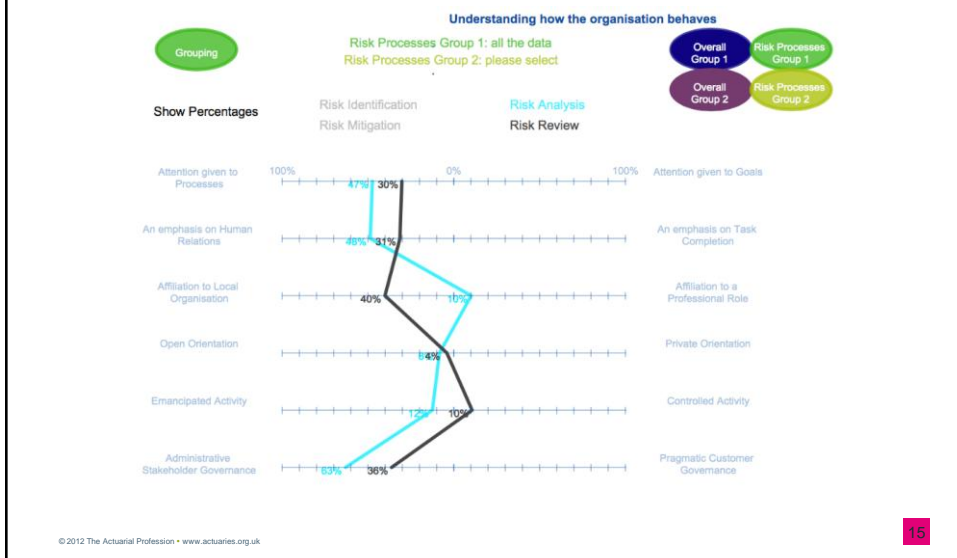 Understanding how the organisation behaves
Grouping
Risk Processes Group 1: all the data
Risk Processes Group 2: please select
Overall
Group 1
Risk Processes
Group 1
Overall
Group 2
Risk Processes
Group 2
Show Percentages
Risk Identification
Risk Analysis
Risk Mitigation
Risk Review
Attention given to
Processes
100%
0%
100%
Attention given to Goals
47%
30%
An emphasis on Human
Relations
An emphasis on Task
Completion
48%
31%
Affiliation to Local
Organisation
Affiliation to a
Professional Role
40%
10%
Open Orientation
Private Orientation
4%
Emancipated Activity
Controlled Activity
12%
10%
Administrative
Stakeholder Governance
Pragmatic Customer
Governance
63%
36%
© 2012 The Actuarial Profession • www.actuaries.org.uk
15